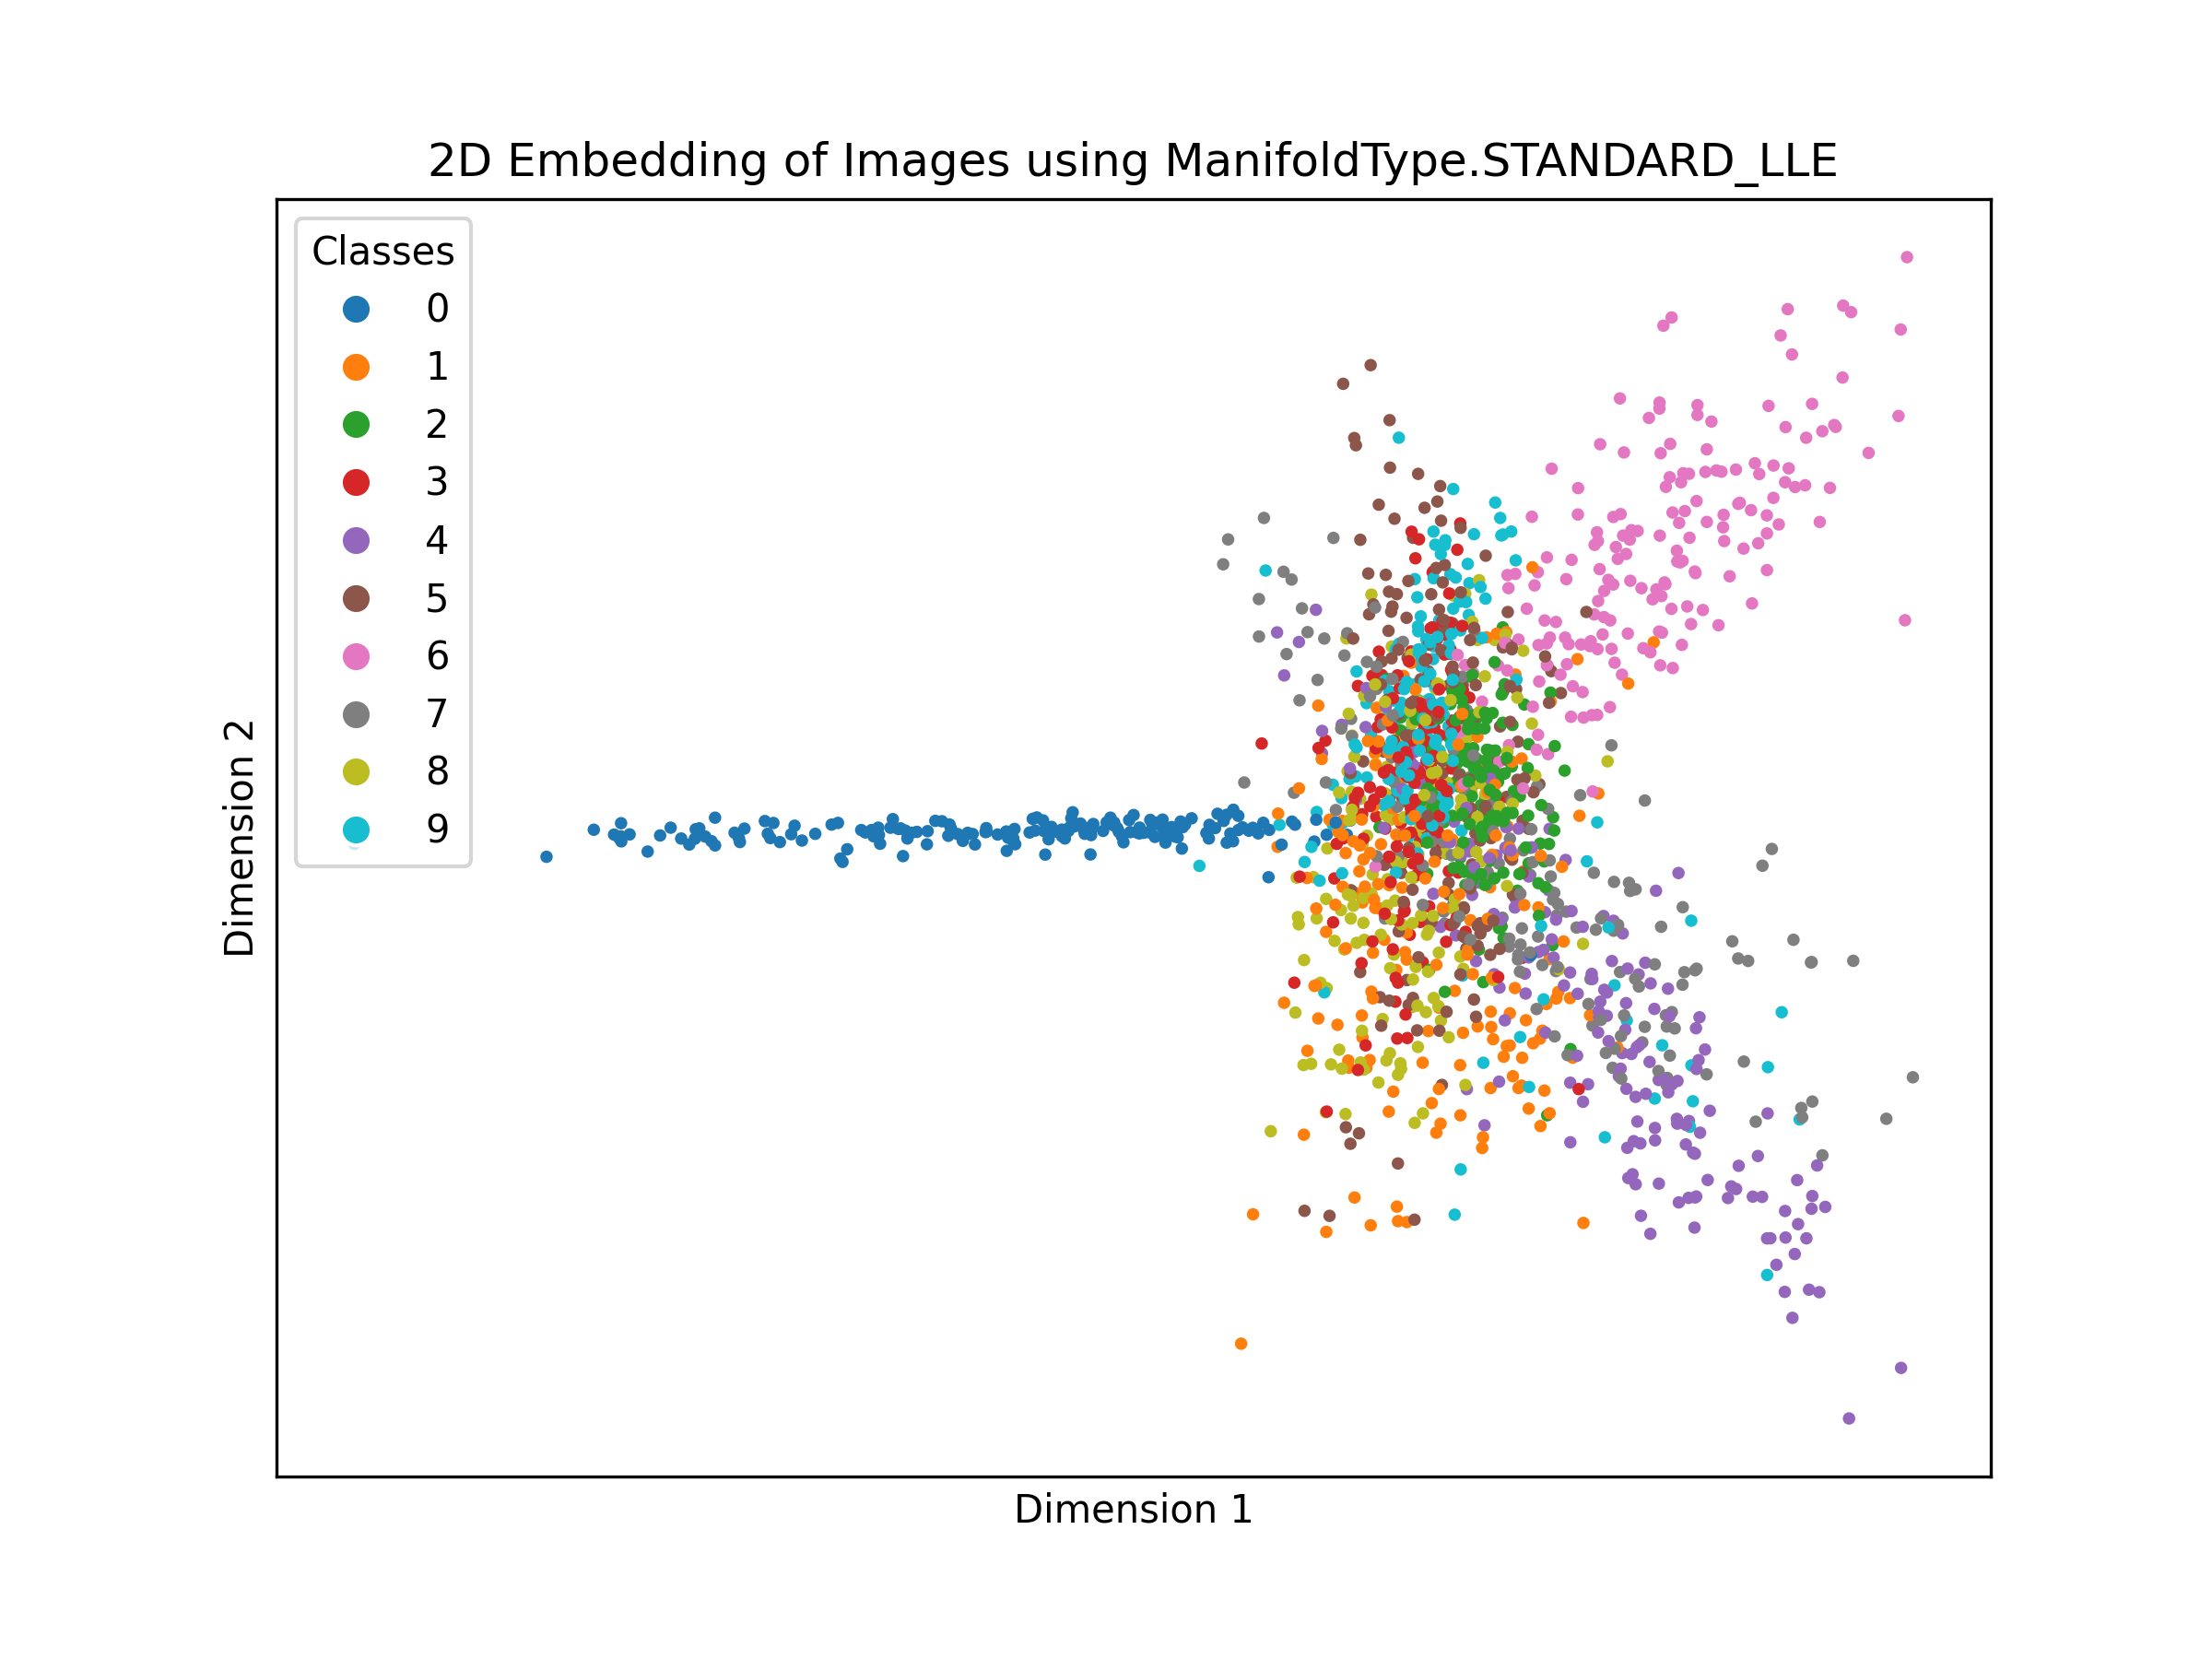 2D Embedding of Images using ManifoldType.STANDARD_LLE
Classes
0
1
2
3
4
5
6
7
8
9
Dimension 2
Dimension 1